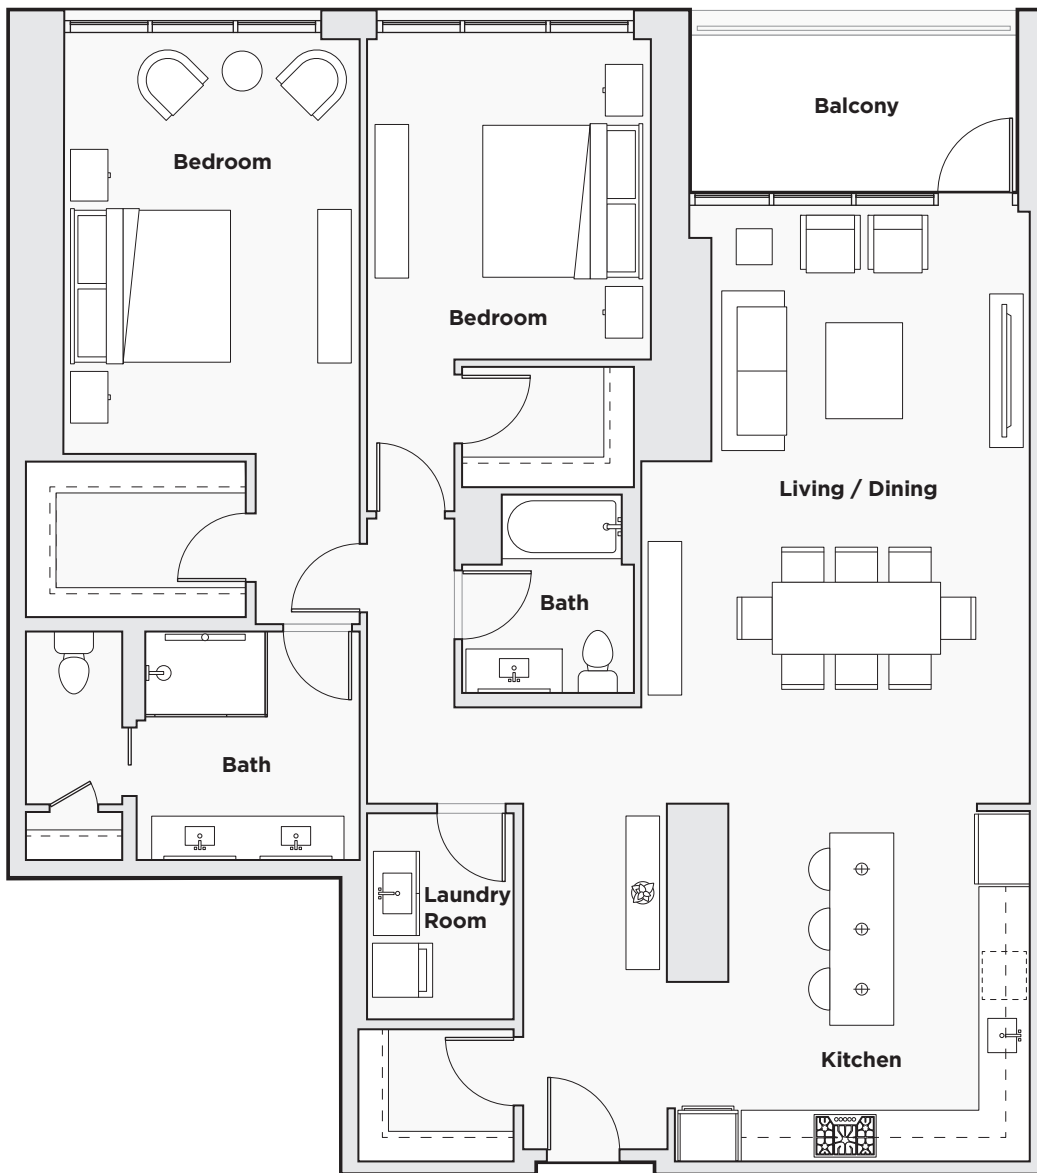 Balcony
Bedroom
Bedroom
Living / Dining
Bath
Bath
Laundry
Room
Kitchen